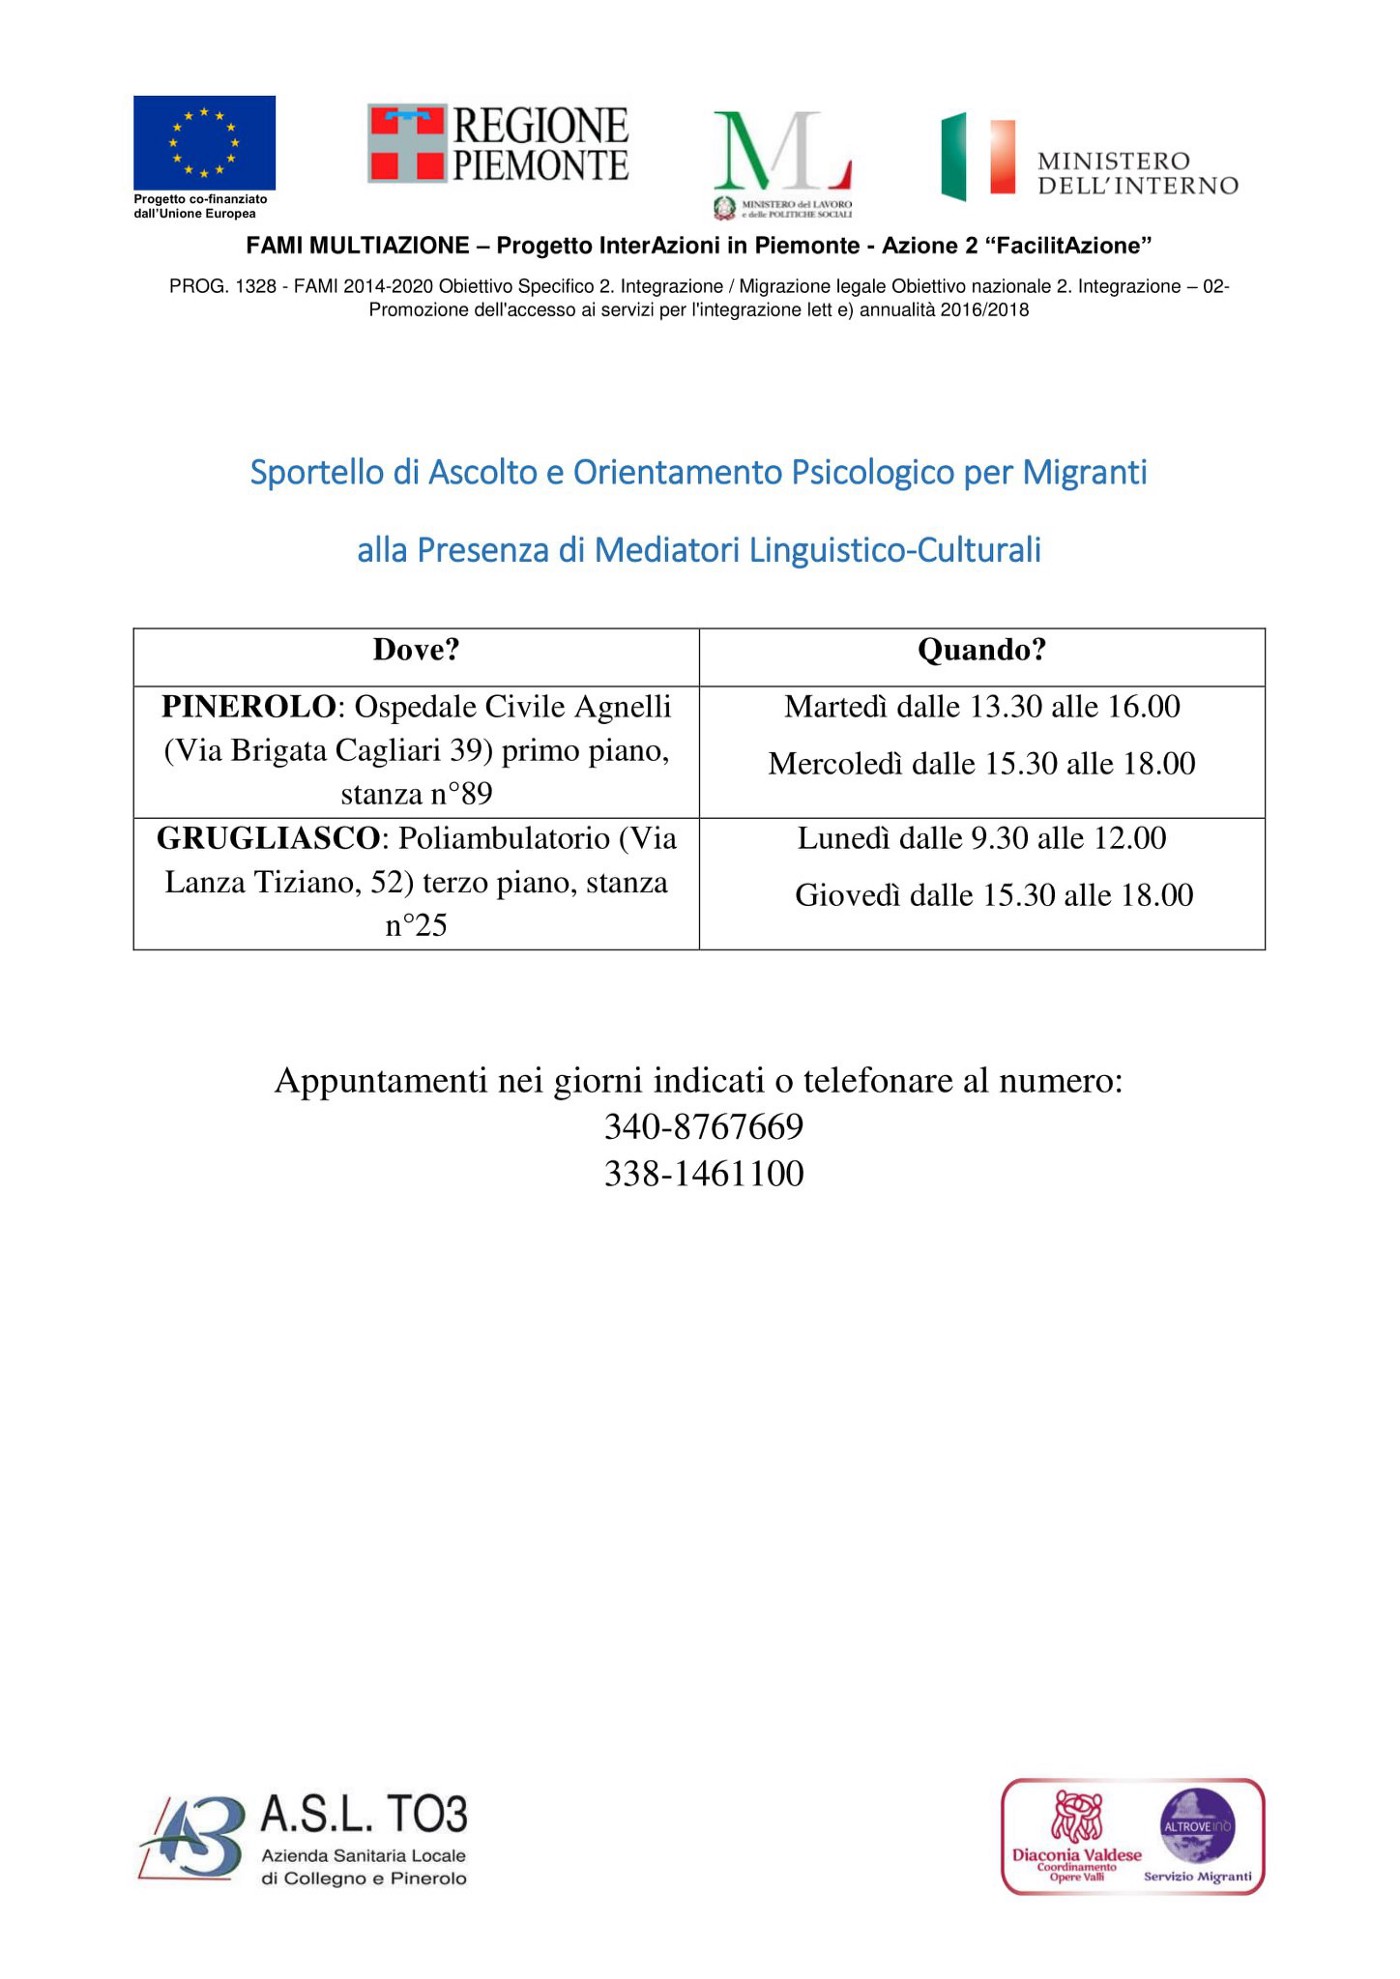 Progetto co-finanziato
dall'Unione Europea
REGIONE
PIEMONTE
ML
MINISTERO del LAVORO
e delle POLITICHE SOCIALI
MINISTERO
DELL'INTERNO
FAMI MULTIAZIONE – Progetto InterAzioni in Piemonte - Azione 2 “FacilitAzione”
PROG. 1328 - FAMI 2014-2020 Obiettivo Specifico 2. Integrazione / Migrazione legale Obiettivo nazionale 2. Integrazione – 02-
Promozione dell'accesso ai servizi per l'integrazione lett e) annualità 2016/2018
Sportello di Ascolto e Orientamento Psicologico per Migranti
alla Presenza di Mediatori Linguistico-Culturali
Dove?
Quando?
PINEROLO: Ospedale Civile Agnelli
(Via Brigata Cagliari 39) primo piano,
stanza n°89
Martedì dalle 13.30 alle 16.00
Mercoledì dalle 15.30 alle 18.00
GRUGLIASCO: Poliambulatorio (Via
Lanza Tiziano, 52) terzo piano, stanza
n°25
Lunedì dalle 9.30 alle 12.00
Giovedì dalle 15.30 alle 18.00
Appuntamenti nei giorni indicati o telefonare al numero:
340-8767669
338-1461100
A3
A.S.L. TO3
Azienda Sanitaria Locale
di Collegno e Pinerolo
Diaconia Valdese
Coordinamento
Opere Valli
ALTROVEINO
Servizio Migranti